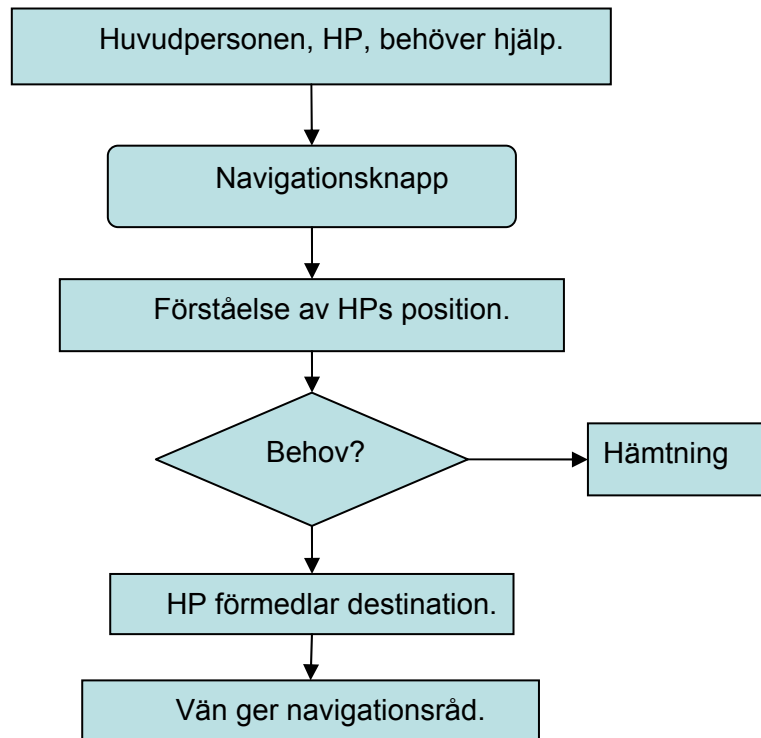 Huvudpersonen, HP, behöver hjälp.
Navigationsknapp
Förståelse av HPs position.
Behov?
Hämtning
HP förmedlar destination.
Vän ger navigationsråd.